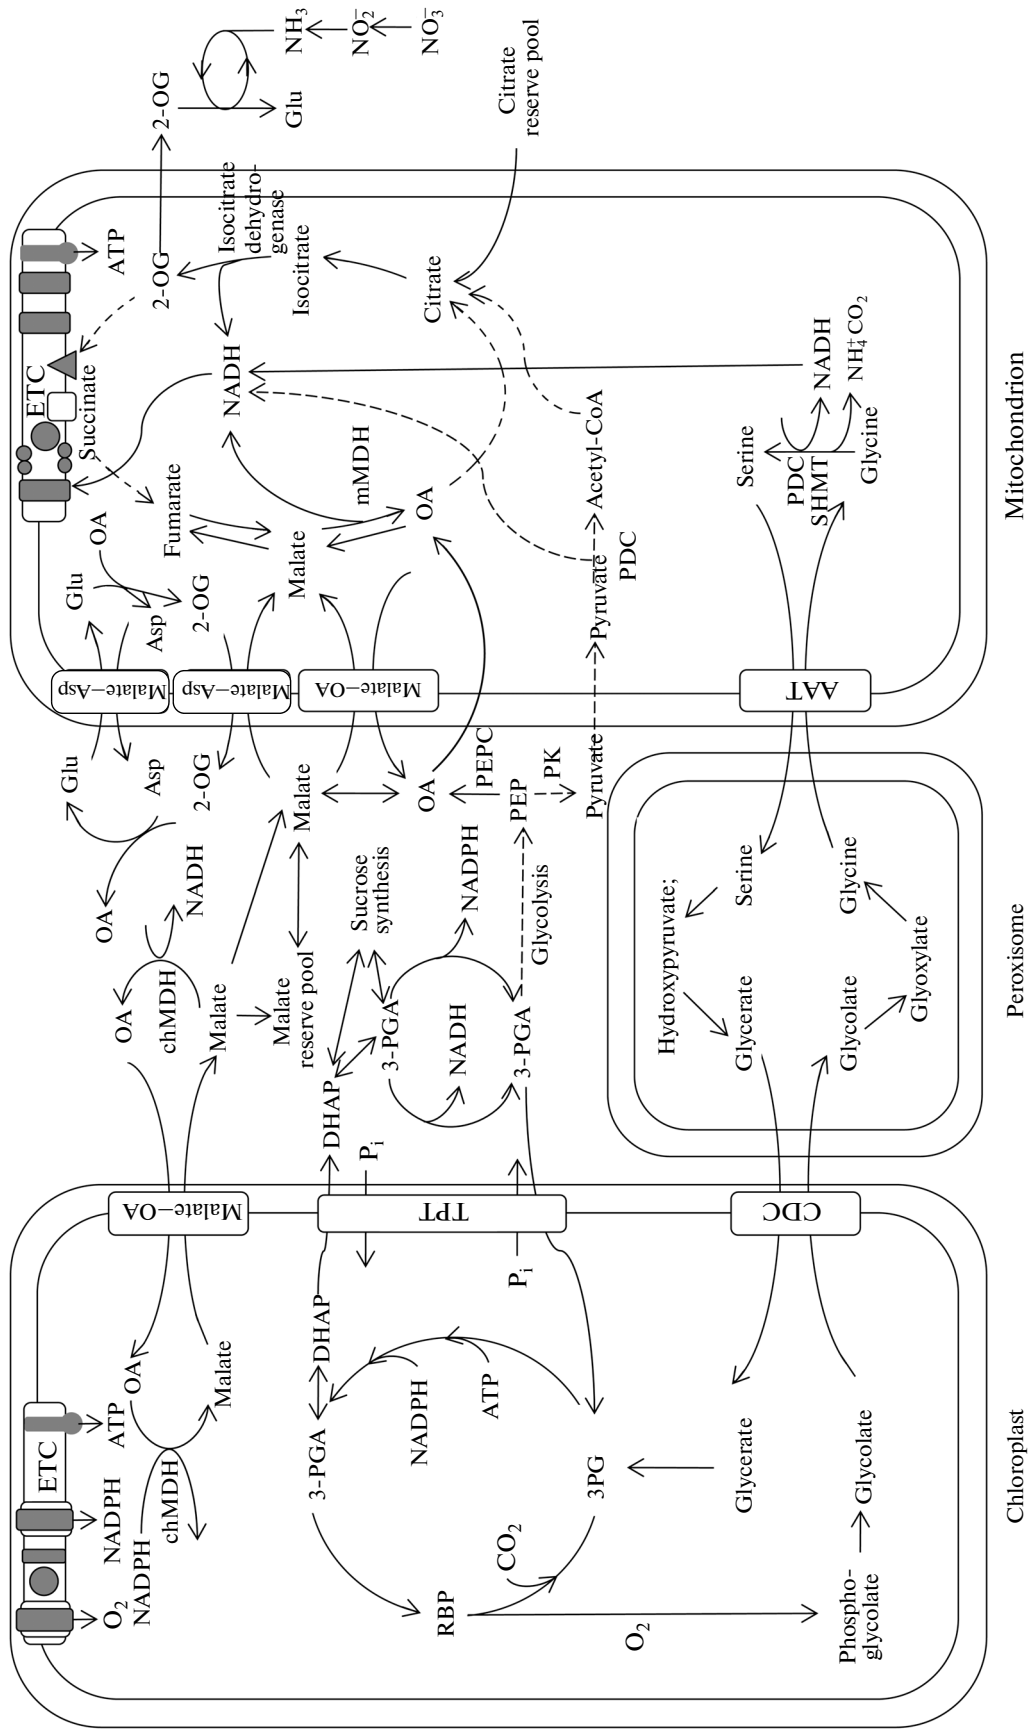 ETC
O2
NADPH
ATP
NADPH
OA
chMDH
Malate
3-PGA
DHAP
NADPH
ATP
RBP
CO2
3PG
O2
Phospho-
glycolate
Glycolate
Glycerate
Pi
Malate–OA
TPT
CDC
Chloroplast
OA
chMDH
NADH
Malate
OA
Glu
Asp
2-OG
Malate
Malate
reserve pool
DHAP
Pi
Sucrose
synthesis
3-PGA
NADH
NADPH
3-PGA
Glycolysis
PEP
PEPC
OA
PK
Pyruvate
Hydroxypyruvate;
Glycerate
Serine
Glycolate
Glycine
Glyoxylate
Peroxisome
Malate–Asp
Malate–Asp
Malate–OA
AAT
ETC
ATP
Glu
OA
Asp
2-OG
Succinate
Fumarate
Malate
mMDH
OA
NADH
2-OG
Isocitrate
dehydro-
genase
Isocitrate
Citrate
Pyruvate
PDC
Acetyl-CoA
Serine
PDC
SHMT
Glycine
NADH
NH4+ CO2
Mitochondrion
2-OG
Glu
NH3
NO2−
NO3−
Citrate
reserve pool